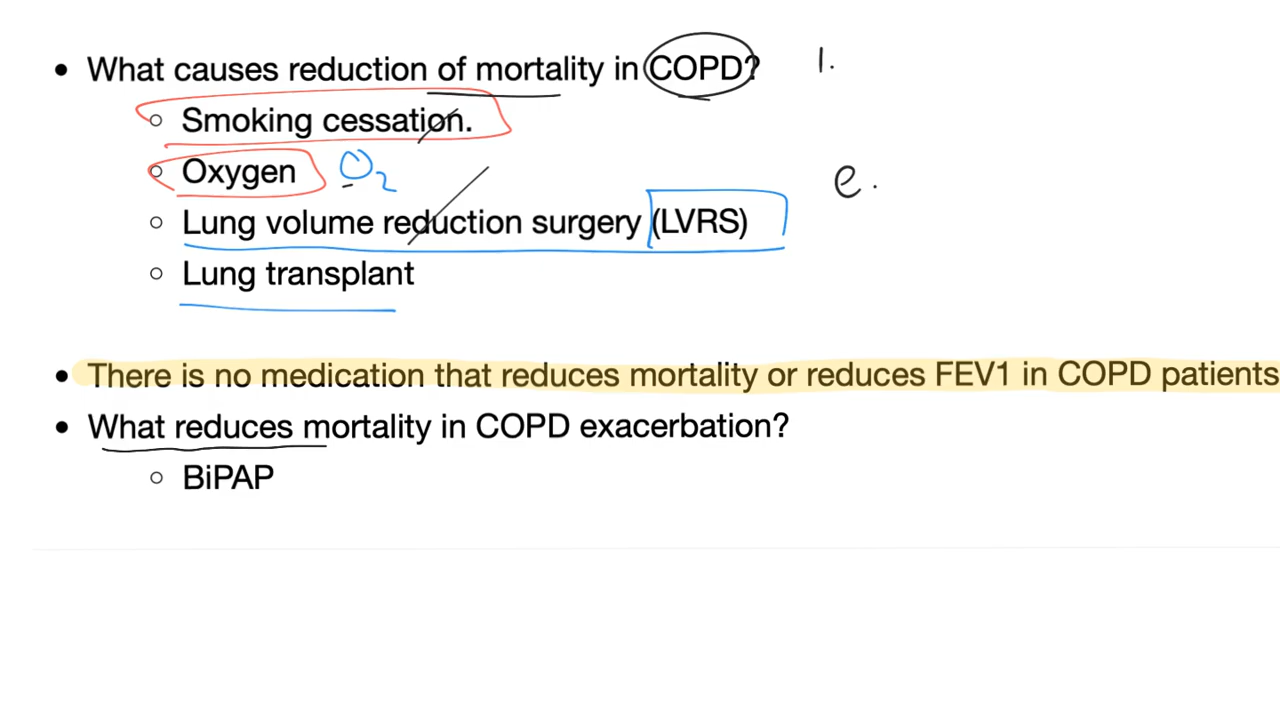 What causes reduction of mortality in COPD? 1.
Smoking cessation.
Oxygen O2
e.
Lung volume reduction surgery (LVRS)
Lung transplant
There is no medication that reduces mortality or reduces FEV1 in COPD patients
What reduces mortality in COPD exacerbation?
BiPAP